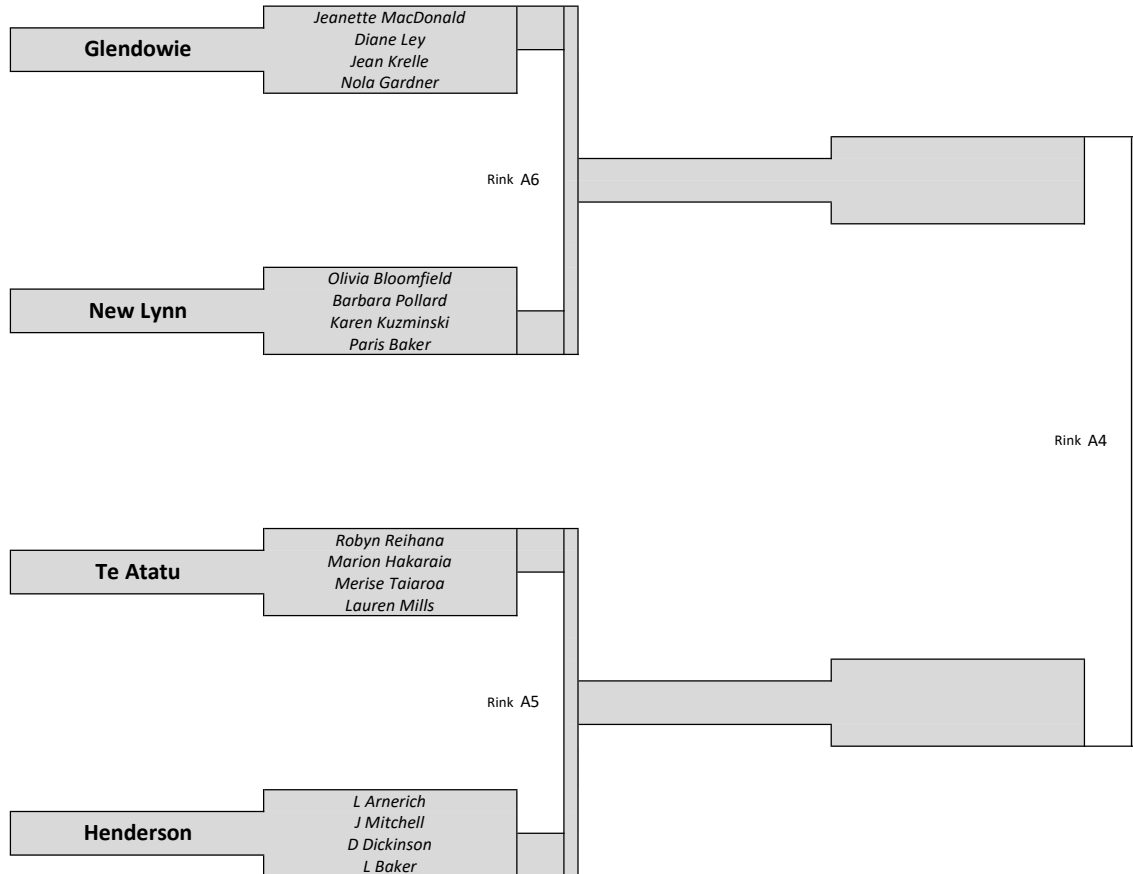 Glendowie
Jeanette MacDonald
Diane Ley
Jean Krelle
Nola Gardner
Rink A6
New Lynn
Olivia Bloomfield
Barbara Pollard
Karen Kuzminski
Paris Baker
Rink A4
Te Atatu
Robyn Reihana
Marion Hakaraia
Merise Taiaroa
Lauren Mills
Rink A5
Henderson
L Arnerich
J Mitchell
D Dickinson
L Baker